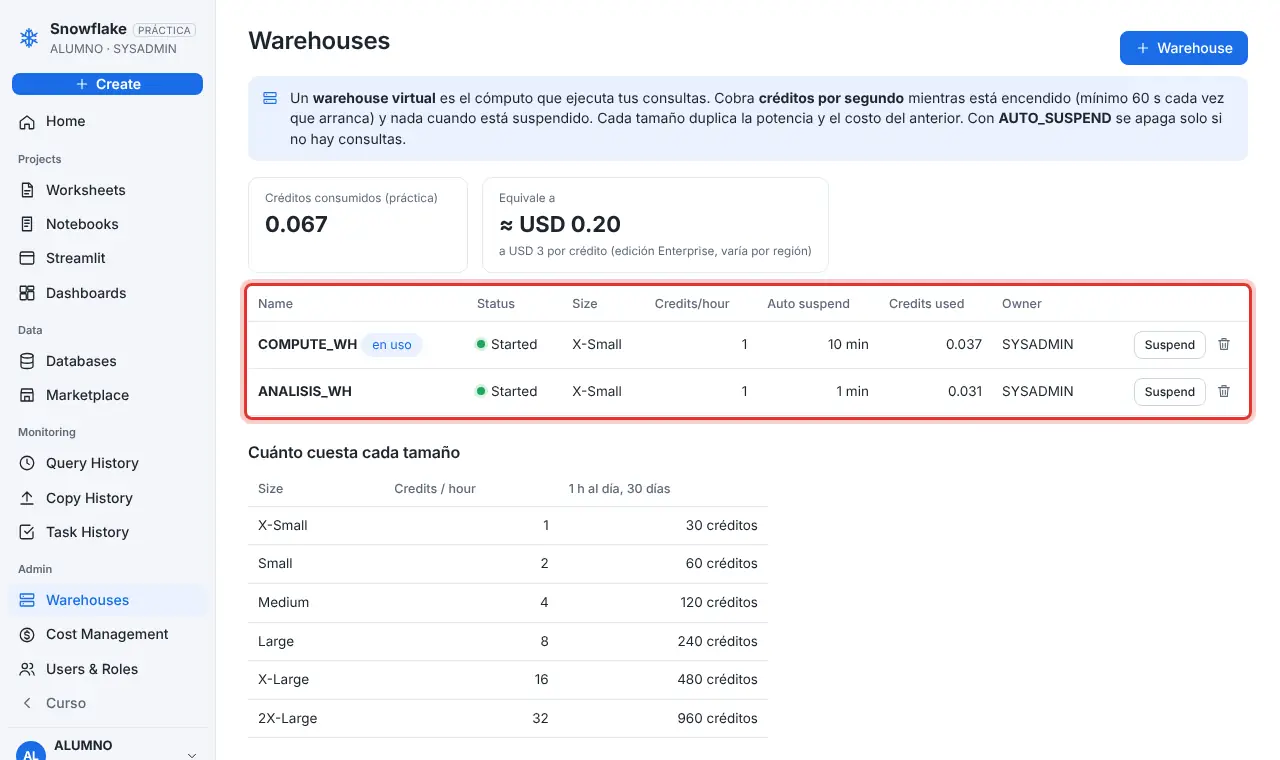 Snowflake PRÁCTICA
ALUMNO · SYSADMIN
+ Create
Home
Projects
Worksheets
Notebooks
Streamlit
Dashboards
Data
Databases
Marketplace
Monitoring
Query History
Copy History
Task History
Admin
Warehouses
Cost Management
Users & Roles
Curso
AL ALUMNO
Warehouses
+ Warehouse
Un warehouse virtual es el cómputo que ejecuta tus consultas. Cobra créditos por segundo mientras está encendido (mínimo 60 s cada vez
que arranca) y nada cuando está suspendido. Cada tamaño duplica la potencia y el costo del anterior. Con AUTO_SUSPEND se apaga solo si
no hay consultas.
Créditos consumidos (práctica)
0.067
Equivale a
≈ USD 0.20
a USD 3 por crédito (edición Enterprise, varía por región)
Name Status Size Credits/hour Auto suspend Credits used Owner
COMPUTE_WH en uso Started X-Small 1 10 min 0.037 SYSADMIN Suspend
ANALISIS_WH Started X-Small 1 1 min 0.031 SYSADMIN Suspend
Cuánto cuesta cada tamaño
Size Credits / hour 1 h al día, 30 días
X-Small 1 30 créditos
Small 2 60 créditos
Medium 4 120 créditos
Large 8 240 créditos
X-Large 16 480 créditos
2X-Large 32 960 créditos